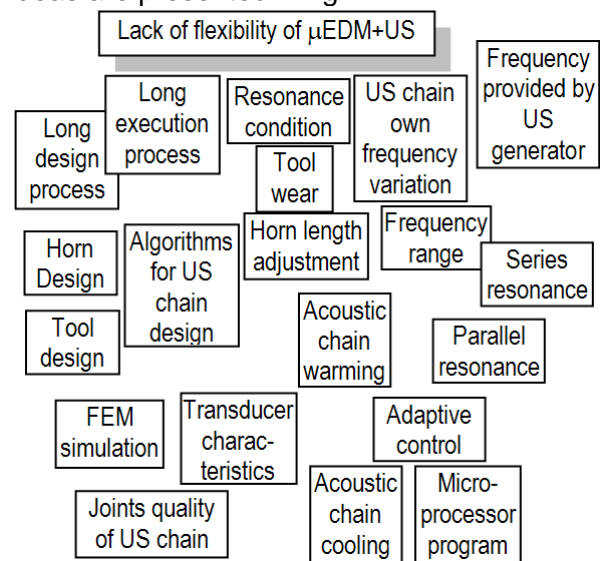 Lack of flexibility of μEDM+US
Frequency
provided by
US
generator
Long
execution
process
Resonance
condition
US chain
own
frequency
variation
Long
design
process
Tool
wear
Horn
Design
Algorithms
for US
chain
design
Horn length
adjustment
Frequency
range
Series
resonance
Tool
design
Acoustic
chain
warming
Parallel
resonance
FEM
simulation
Transducer
charac-
teristics
Adaptive
control
Joints quality
of US chain
Acoustic
chain
cooling
Micro-
processor
program